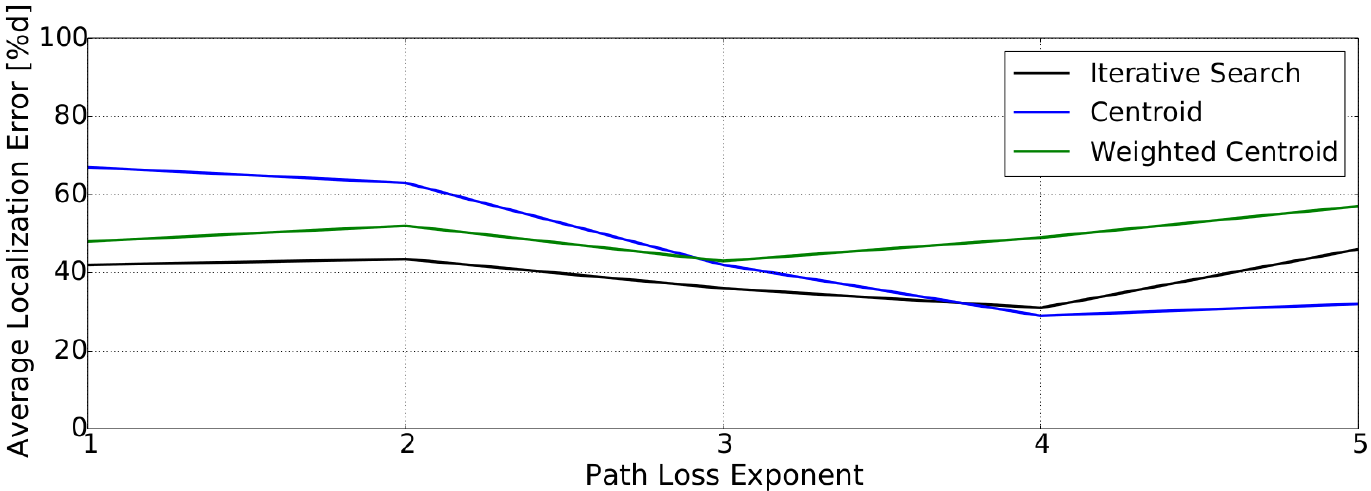 Average Localization Error [%d]
100
80
60
40
20
0
Iterative Search
Centroid
Weighted Centroid
1 2 3 4 5
Path Loss Exponent